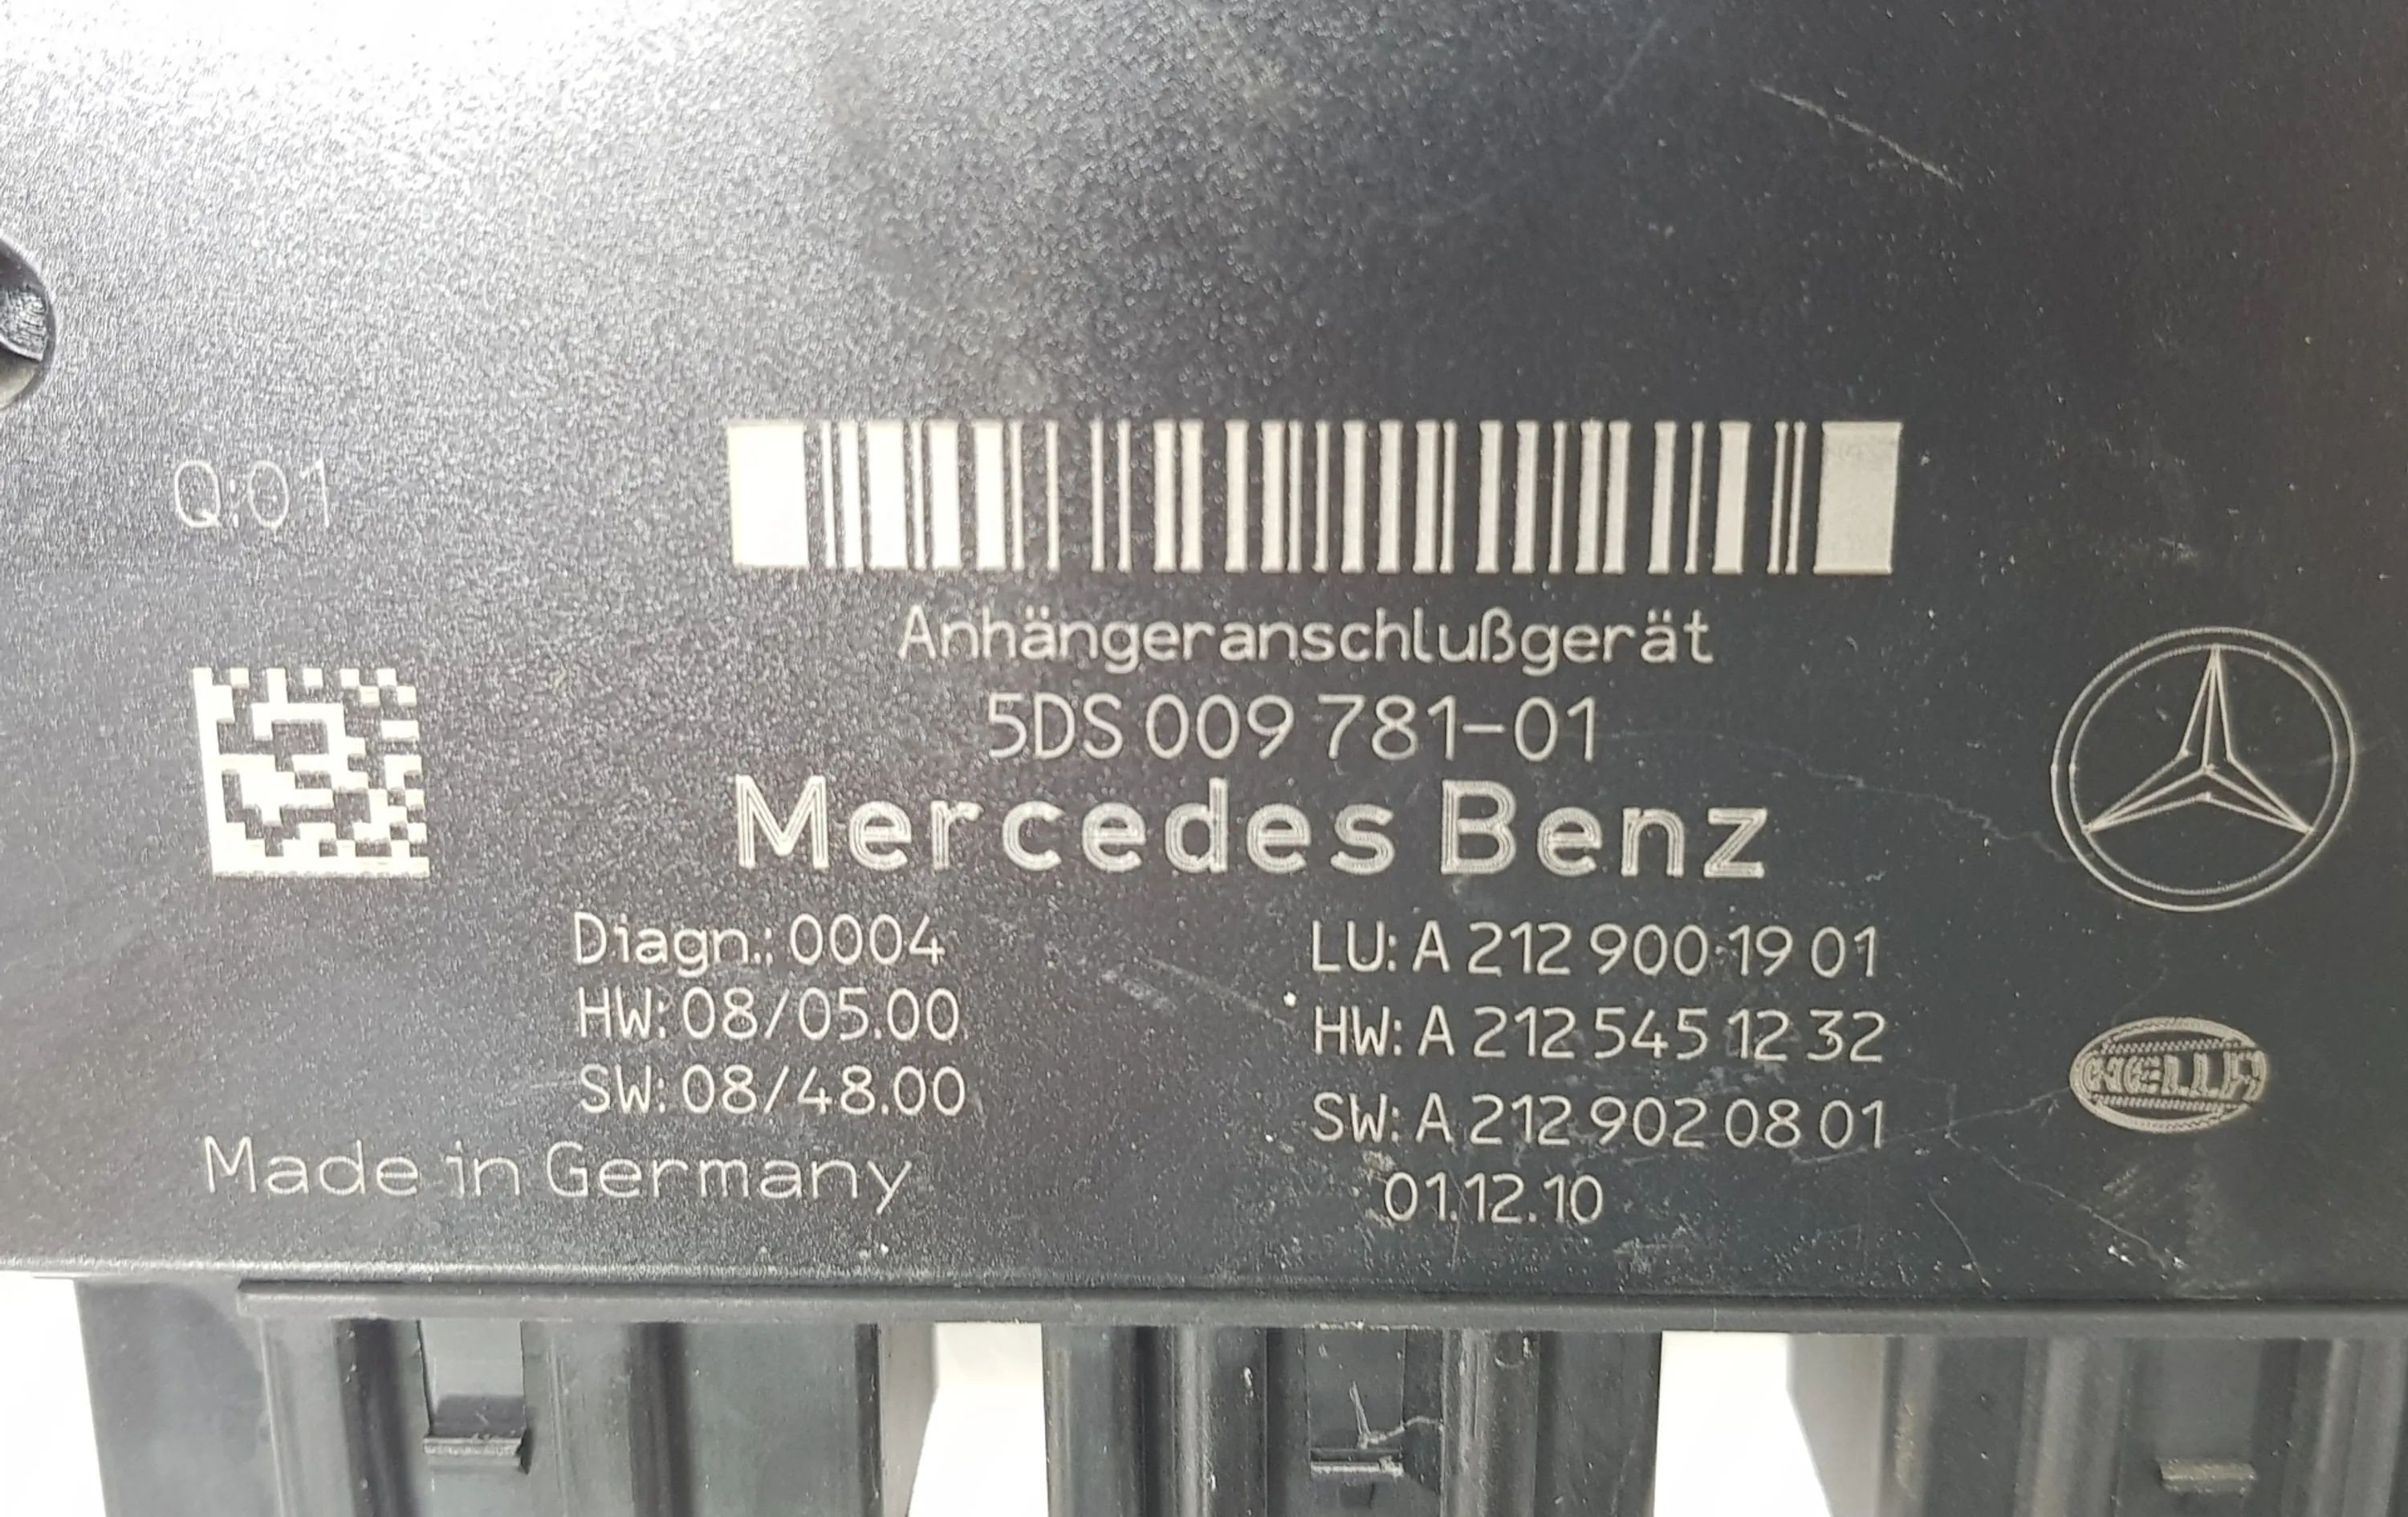 Q:01
Anhängeranschlußgerät
5DS 009 781-01
Mercedes Benz
Diagn.: 0004
HW: 08/05.00
SW: 08/48.00
Made in Germany
LU: A 212 900 19 01
HW: A 212 545 12 32
SW: A 212 902 08 01
01.12.10
HELLA